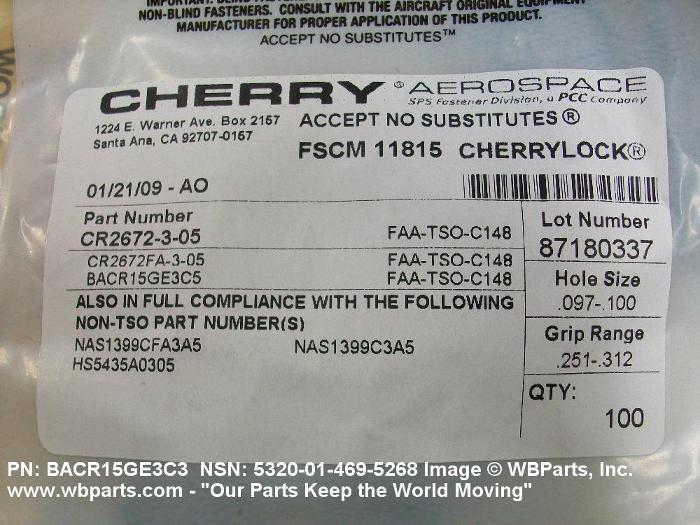 NON-BLIND FASTENERS. CONSULT WITH THE AIRCRAFT ORIGINAL EQUIPMENT
MANUFACTURER FOR PROPER APPLICATION OF THIS PRODUCT.
ACCEPT NO SUBSTITUTES™
CHERRY® AEROSPACE
SPS Fastener Division, a PCC Company
1224 E. Warner Ave. Box 2157
Santa Ana, CA 92707-0157
ACCEPT NO SUBSTITUTES®
FSCM 11815 CHERRYLOCK®
01/21/09 - AO
Part Number
CR2672-3-05 FAA-TSO-C148
CR2672FA-3-05 FAA-TSO-C148
BACR15GE3C5 FAA-TSO-C148
ALSO IN FULL COMPLIANCE WITH THE FOLLOWING
NON-TSO PART NUMBER(S)
NAS1399CFA3A5 NAS1399C3A5
HS5435A0305
Lot Number
87180337
Hole Size
.097-.100
Grip Range
.251-.312
QTY:
100
PN: BACR15GE3C3 NSN: 5320-01-469-5268 Image © WBParts, Inc.
www.wbparts.com - "Our Parts Keep the World Moving"